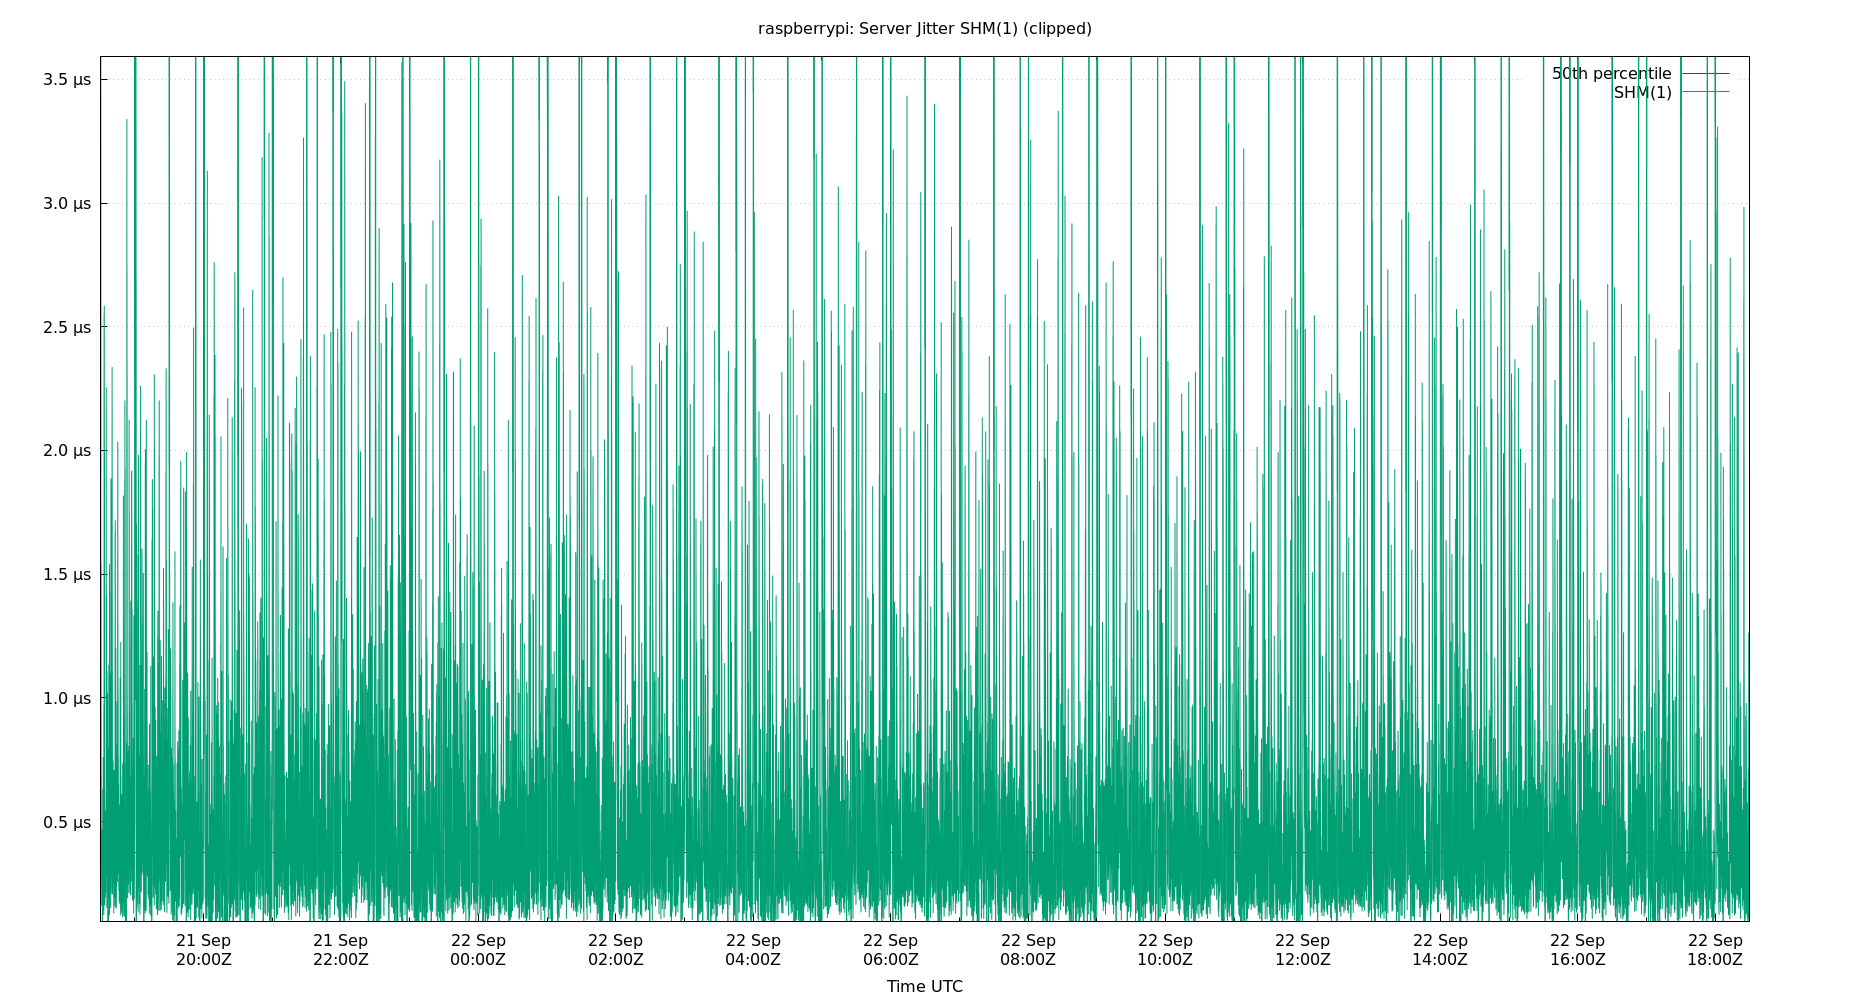 raspberrypi: Server Jitter SHM(1) (clipped)
50th percentile
SHM(1)
3.5 µs
3.0 µs
2.5 µs
2.0 µs
1.5 µs
1.0 µs
0.5 µs
21 Sep 21 Sep 22 Sep 22 Sep 22 Sep 22 Sep 22 Sep 22 Sep 22 Sep 22 Sep 22 Sep 22 Sep
20:00Z 22:00Z 00:00Z 02:00Z 04:00Z 06:00Z 08:00Z 10:00Z 12:00Z 14:00Z 16:00Z 18:00Z
Time UTC